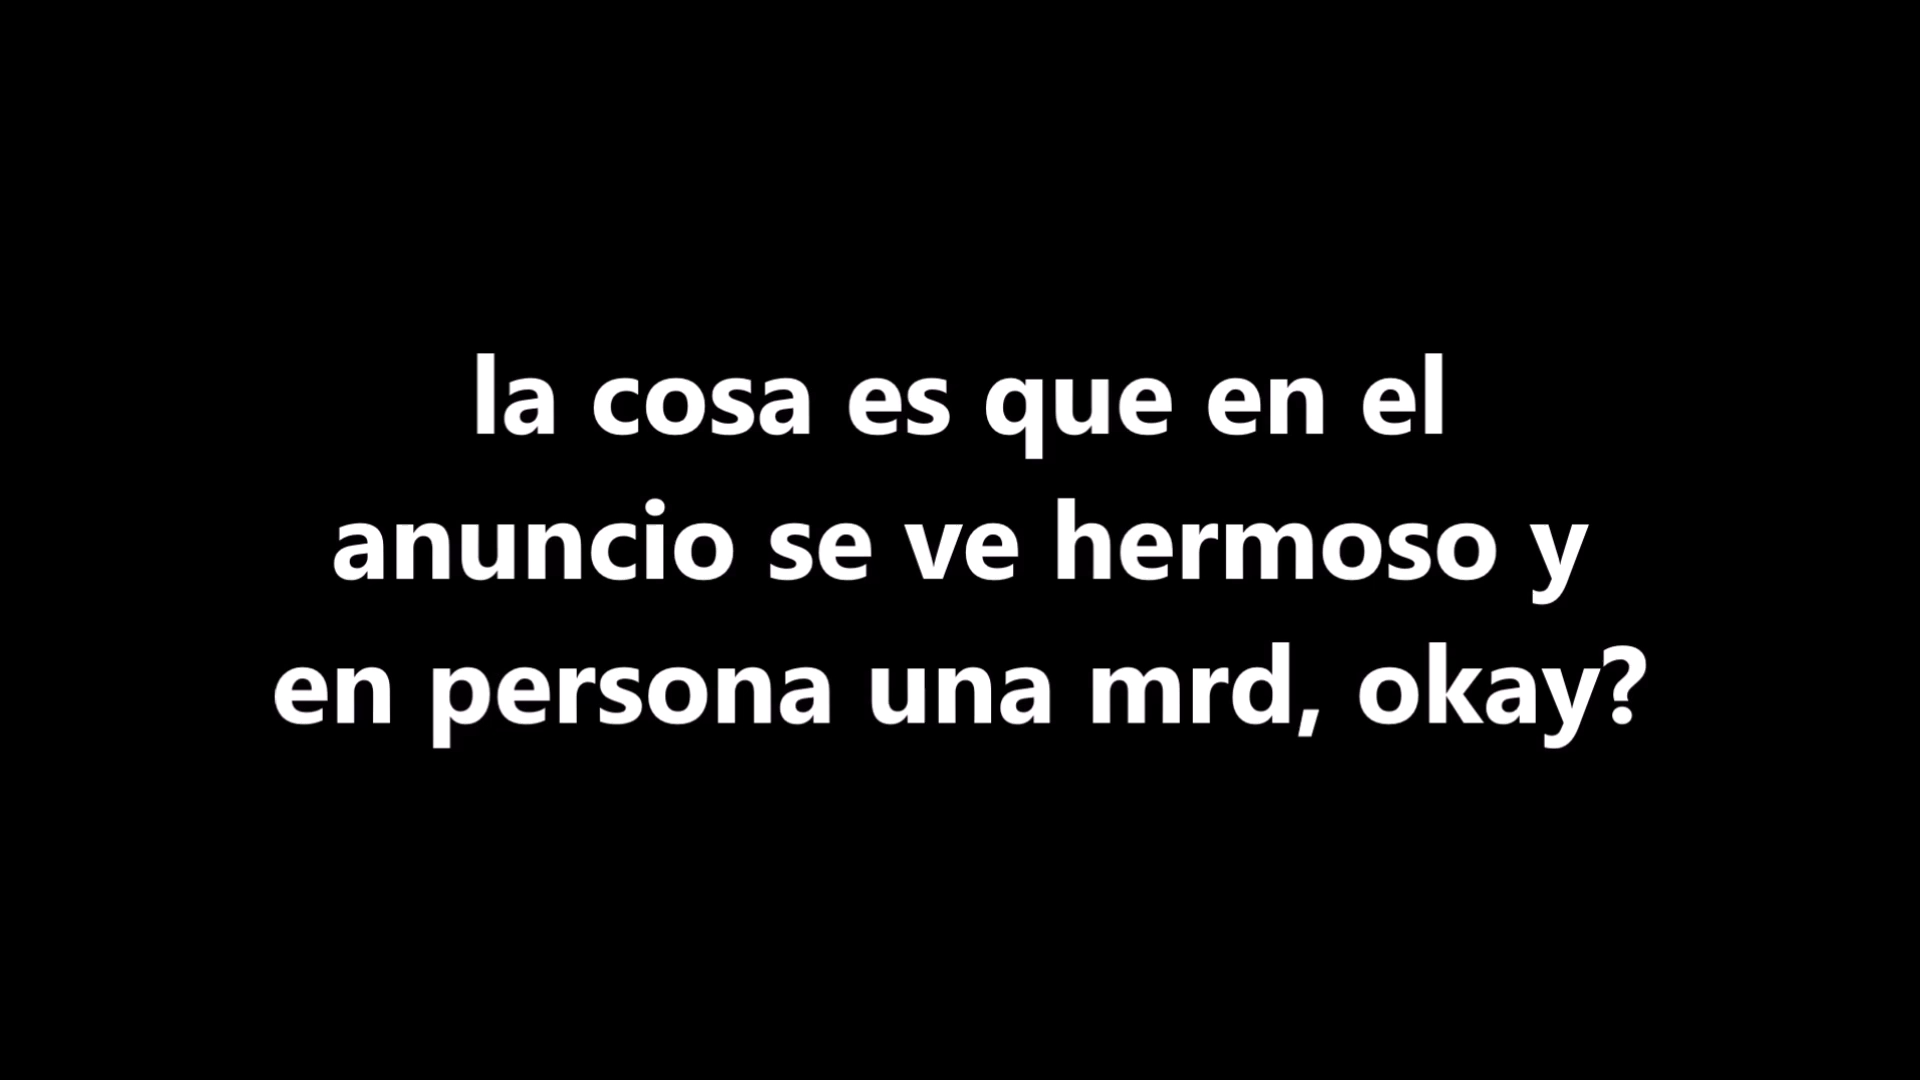 la cosa es que en el
anuncio se ve hermoso y
en persona una mrd, okay?